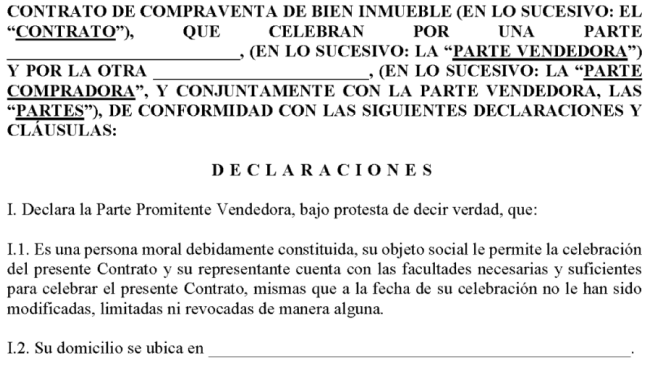 CONTRATO DE COMPRAVENTA DE BIEN INMUEBLE (EN LO SUCESIVO: EL
“CONTRATO”), QUE CELEBRAN POR UNA PARTE
____________________________, (EN LO SUCESIVO: LA “PARTE VENDEDORA”)
Y POR LA OTRA __________________________, (EN LO SUCESIVO: LA “PARTE
COMPRADORA”, Y CONJUNTAMENTE CON LA PARTE VENDEDORA, LAS
“PARTES”), DE CONFORMIDAD CON LAS SIGUIENTES DECLARACIONES Y
CLÁUSULAS:
D E C L A R A C I O N E S
I. Declara la Parte Promitente Vendedora, bajo protesta de decir verdad, que:
I.1. Es una persona moral debidamente constituida, su objeto social le permite la celebración
del presente Contrato y su representante cuenta con las facultades necesarias y suficientes
para celebrar el presente Contrato, mismas que a la fecha de su celebración no le han sido
modificadas, limitadas ni revocadas de manera alguna.
I.2. Su domicilio se ubica en ___________________________________________________.